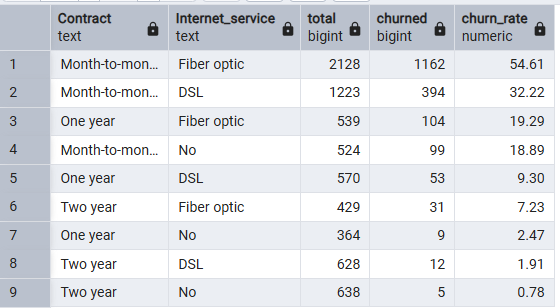 Contract Internet_service total churned churn_rate
text text bigint bigint numeric
1 Month-to-mon... Fiber optic 2128 1162 54.61
2 Month-to-mon... DSL 1223 394 32.22
3 One year Fiber optic 539 104 19.29
4 Month-to-mon... No 524 99 18.89
5 One year DSL 570 53 9.30
6 Two year Fiber optic 429 31 7.23
7 One year No 364 9 2.47
8 Two year DSL 628 12 1.91
9 Two year No 638 5 0.78